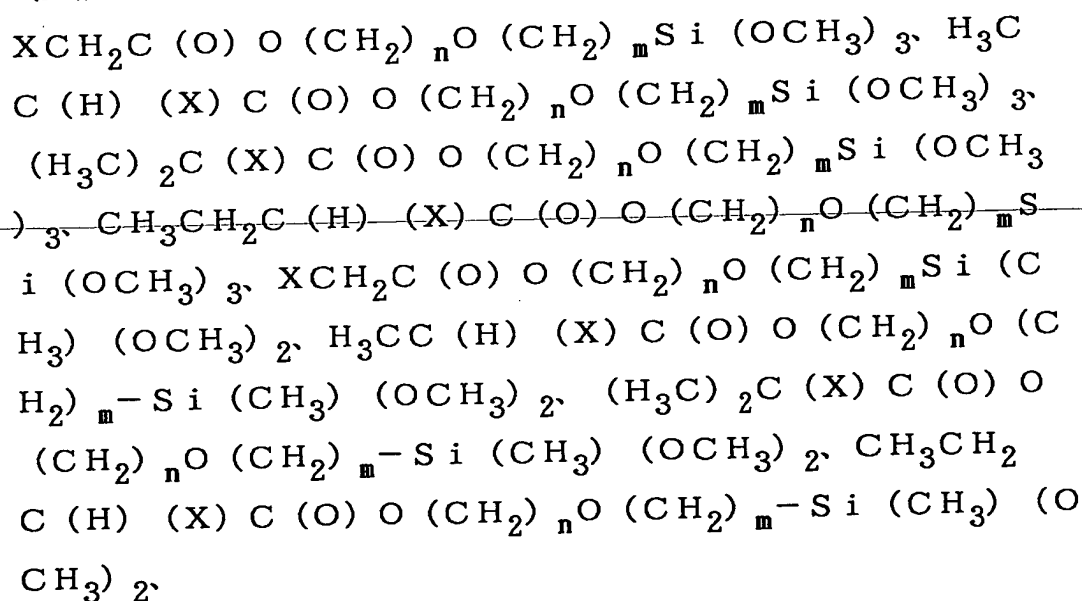 XCH₂C (O) O (CH₂) ₙO (CH₂) ₘSi (OCH₃) ₃、H₃C
C (H) (X) C (O) O (CH₂) ₙO (CH₂) ₘSi (OCH₃) ₃、
(H₃C) ₂C (X) C (O) O (CH₂) ₙO (CH₂) ₘSi (OCH₃
) ₃、CH₃CH₂C (H) (X) C (O) O (CH₂) ₙO (CH₂) ₘS
i (OCH₃) ₃、XCH₂C (O) O (CH₂) ₙO (CH₂) ₘSi (C
H₃) (OCH₃) ₂、H₃CC (H) (X) C (O) O (CH₂) ₙO (C
H₂) ₘ−Si (CH₃) (OCH₃) ₂、(H₃C) ₂C (X) C (O) O
(CH₂) ₙO (CH₂) ₘ−Si (CH₃) (OCH₃) ₂、CH₃CH₂
C (H) (X) C (O) O (CH₂) ₙO (CH₂) ₘ−Si (CH₃) (O
CH₃) ₂、